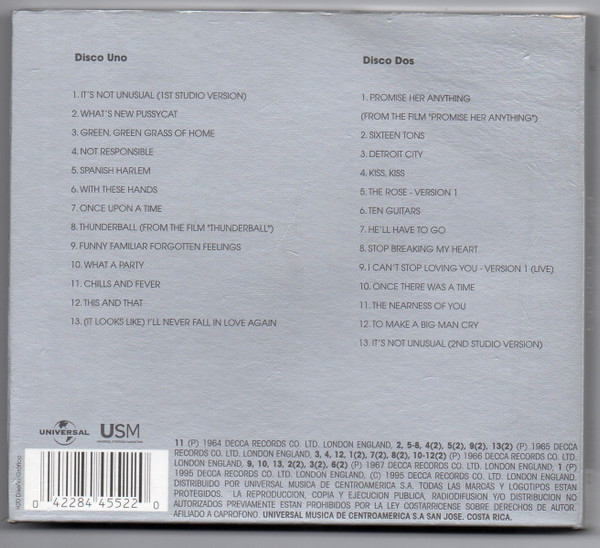 Disco Uno
1. IT'S NOT UNUSUAL (1ST STUDIO VERSION)
2. WHAT'S NEW PUSSYCAT
3. GREEN, GREEN GRASS OF HOME
4. NOT RESPONSIBLE
5. SPANISH HARLEM
6. WITH THESE HANDS
7. ONCE UPON A TIME
8. THUNDERBALL (FROM THE FILM "THUNDERBALL")
9. FUNNY FAMILIAR FORGOTTEN FEELINGS
10. WHAT A PARTY
11. CHILLS AND FEVER
12. THIS AND THAT
13. (IT LOOKS LIKE) I'LL NEVER FALL IN LOVE AGAIN
Disco Dos
1. PROMISE HER ANYTHING
(FROM THE FILM "PROMISE HER ANYTHING")
2. SIXTEEN TONS
3. DETROIT CITY
4. KISS, KISS
5. THE ROSE - VERSION 1
6. TEN GUITARS
7. HE'LL HAVE TO GO
8. STOP BREAKING MY HEART
9. I CAN'T STOP LOVING YOU - VERSION 1 (LIVE)
10. ONCE THERE WAS A TIME
11. THE NEARNESS OF YOU
12. TO MAKE A BIG MAN CRY
13. IT'S NOT UNUSUAL (2ND STUDIO VERSION)
UNIVERSAL
USM
11 (P) 1964 DECCA RECORDS CO. LTD. LONDON ENGLAND, 2, 5-8, 4(2), 5(2), 9(2), 13(2) (P) 1965 DECCA
RECORDS CO. LTD. LONDON ENGLAND, 3, 4, 12, 1(2), 7(2), 8(2), 10-12(2) (P) 1966 DECCA RECORDS CO. LTD.
LONDON ENGLAND, 9, 10, 13, 2(2), 3(2), 6(2) (P) 1967 DECCA RECORDS CO. LTD. LONDON ENGLAND, 1 (P)
1995 DECCA RECORDS CO. LTD. LONDON ENGLAND, (C) 1995 DECCA RECORDS CO. LTD. LONDON ENGLAND.
DISTRIBUIDO POR UNIVERSAL MUSICA DE CENTROAMERICA S.A. TODAS LAS MARCAS Y LOGOTIPOS ESTAN
PROTEGIDOS. LA REPRODUCCION, COPIA Y EJECUCION PUBLICA, RADIODIFUSION Y/O DISTRIBUCION NO
AUTORIZADOS PREVIAMENTE ESTAN PROHIBIDOS POR LA LEY COSTARRICENSE SOBRE DERECHOS DE AUTOR.
AFILIADO A CAPROFONO. UNIVERSAL MUSICA DE CENTROAMERICA S.A SAN JOSE. COSTA RICA.
0 42284 45522 0